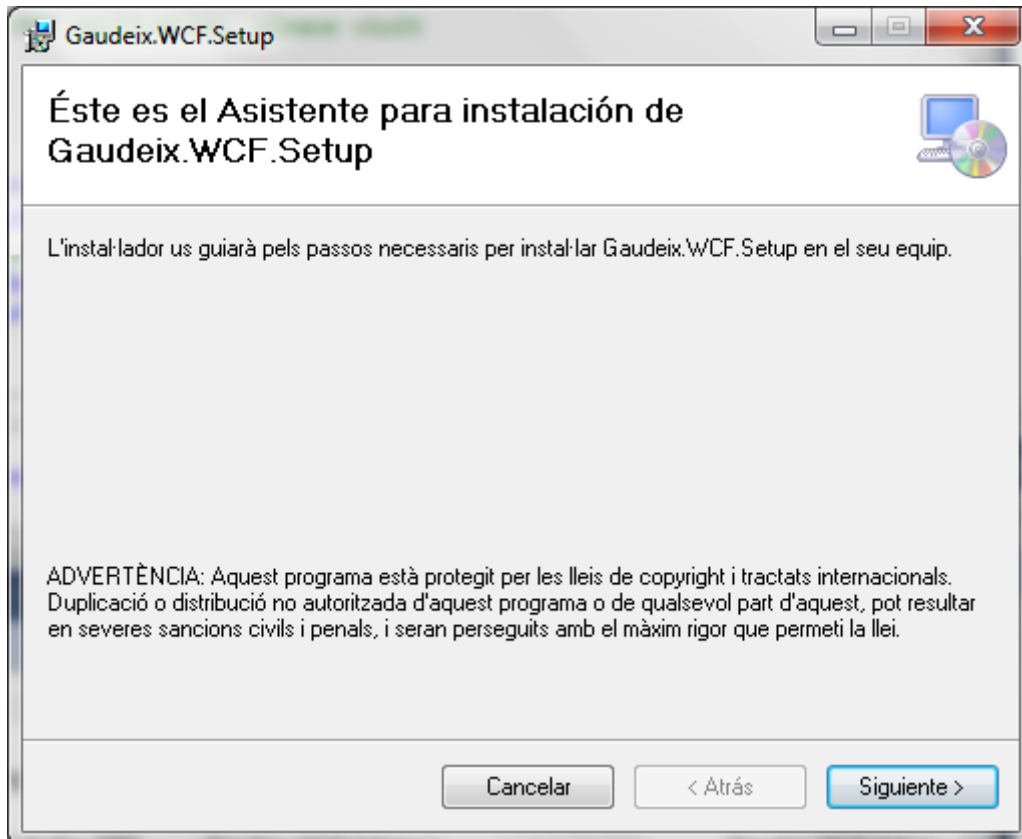 Gaudeix.WCF.Setup
Éste es el Asistente para instalación de
Gaudeix.WCF.Setup
L'instal·lador us guiarà pels passos necessaris per instal·lar Gaudeix.WCF.Setup en el seu equip.
ADVERTÈNCIA: Aquest programa està protegit per les lleis de copyright i tractats internacionals.
Duplicació o distribució no autoritzada d'aquest programa o de qualsevol part d'aquest, pot resultar
en severes sancions civils i penals, i seran perseguits amb el màxim rigor que permeti la llei.
Cancelar
< Atrás
Siguiente >